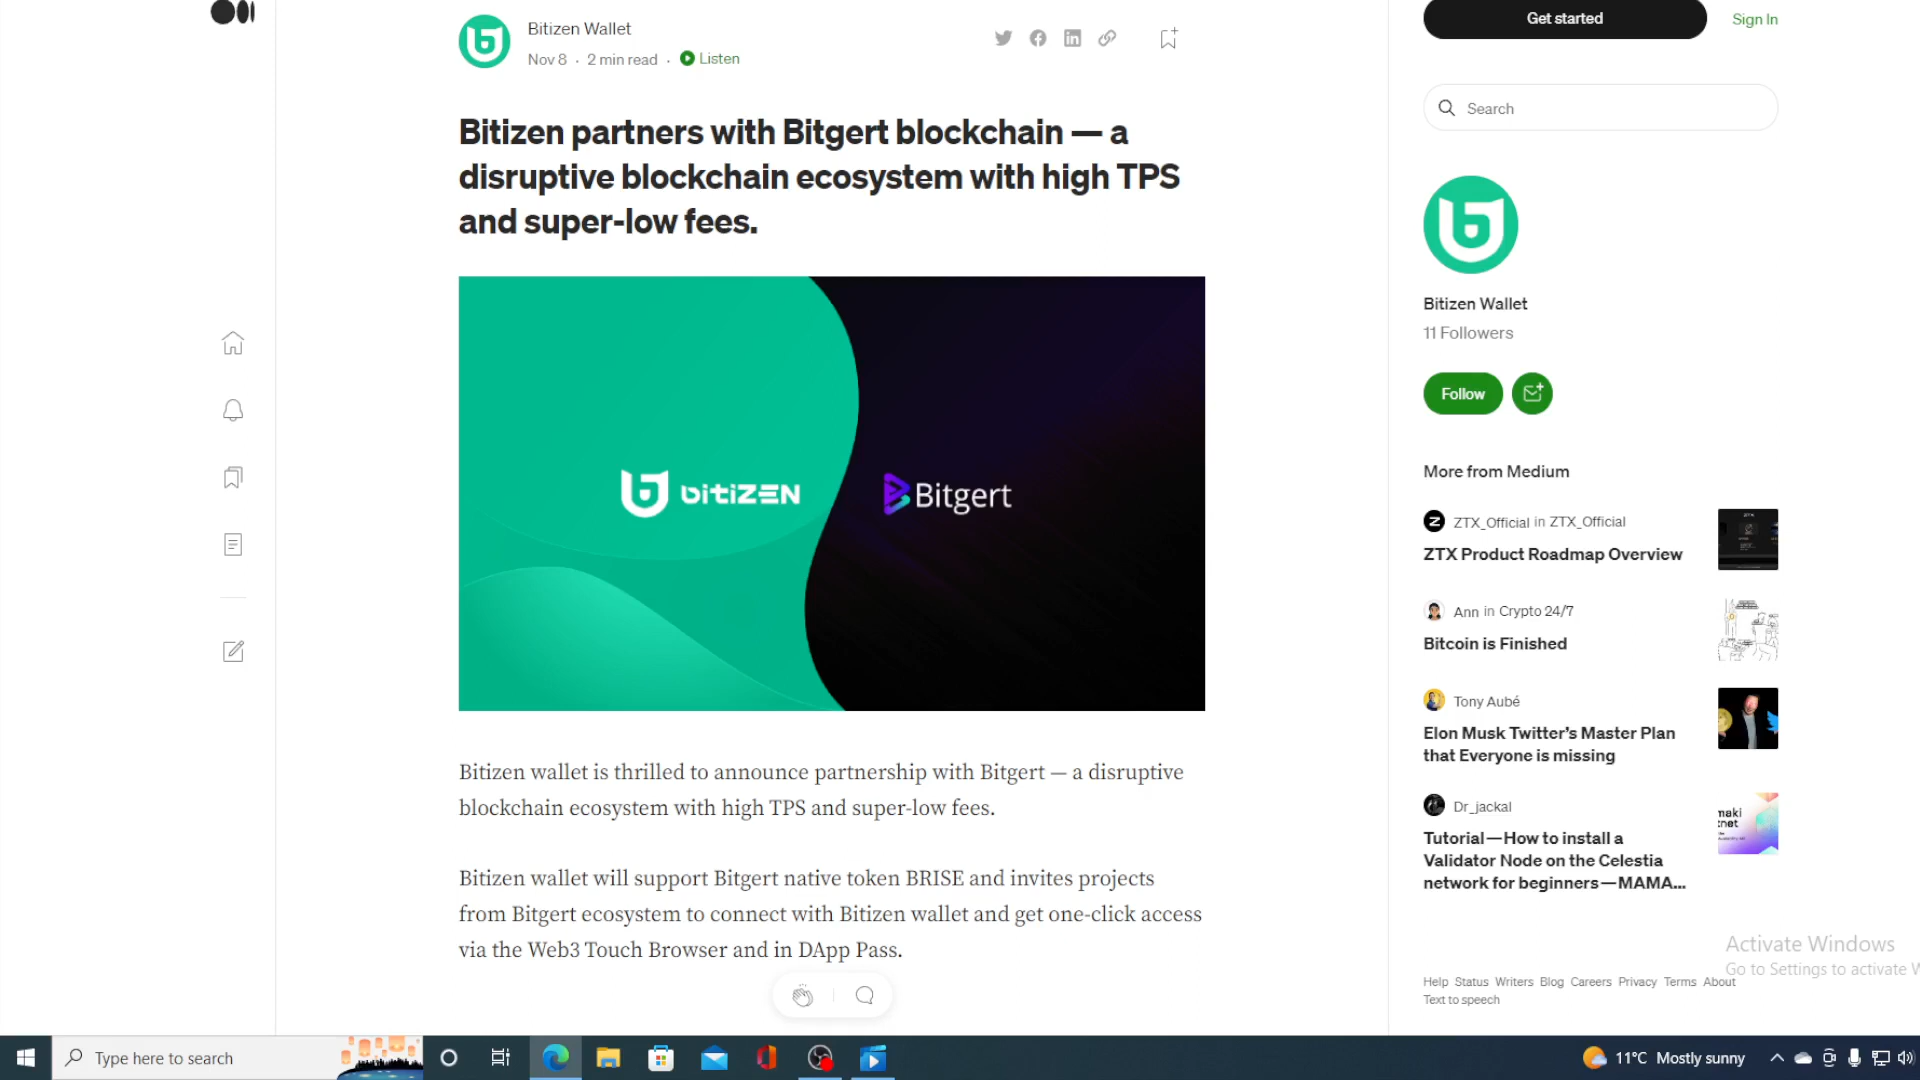 Bitizen Wallet
Nov 8 · 2 min read · Listen
Bitizen partners with Bitgert blockchain — a
disruptive blockchain ecosystem with high TPS
and super-low fees.
bitiZEN
Bitgert
Bitizen wallet is thrilled to announce partnership with Bitgert — a disruptive
blockchain ecosystem with high TPS and super-low fees.
Bitizen wallet will support Bitgert native token BRISE and invites projects
from Bitgert ecosystem to connect with Bitizen wallet and get one-click access
via the Web3 Touch Browser and in DApp Pass.
Get started
Sign In
Search
Bitizen Wallet
11 Followers
Follow
More from Medium
ZTX_Official in ZTX_Official
ZTX Product Roadmap Overview
ZTX
Ann in Crypto 24/7
Bitcoin is Finished
Tony Aubé
Elon Musk Twitter's Master Plan
that Everyone is missing
Dr_jackal
Tutorial—How to install a
Validator Node on the Celestia
network for beginners—MAMA...
maki
:net
Activate Windows
Go to Settings to activate W
Help Status Writers Blog Careers Privacy Terms About
Text to speech
Type here to search
11°C Mostly sunny